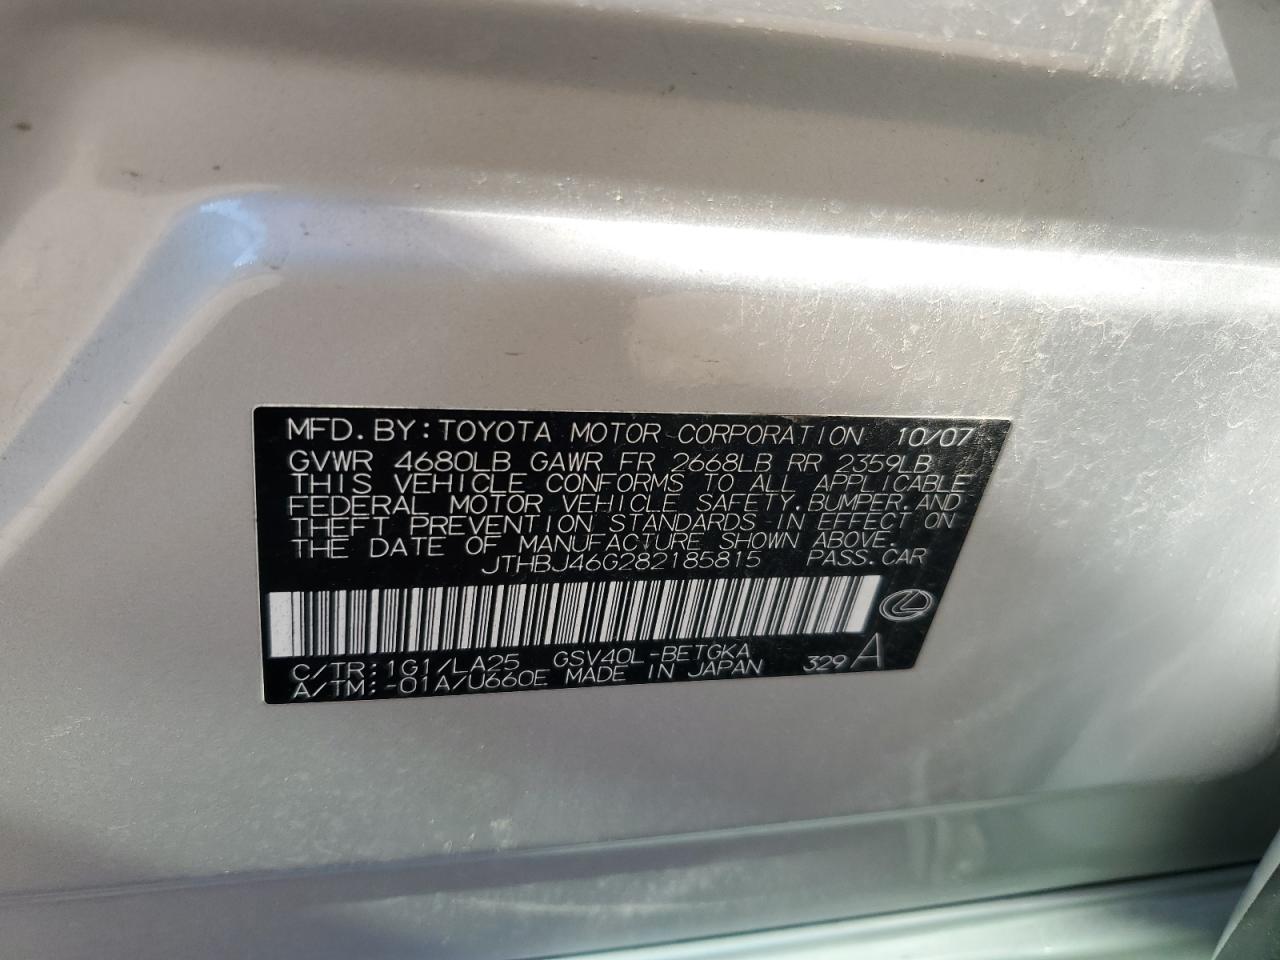 MFD. BY: TOYOTA MOTOR CORPORATION 10/07
GVWR 4680LB GAWR FR 2668LB RR 2359LB
THIS VEHICLE CONFORMS TO ALL APPLICABLE
FEDERAL MOTOR VEHICLE SAFETY, BUMPER, AND
THEFT PREVENTION STANDARDS IN EFFECT ON
THE DATE OF MANUFACTURE SHOWN ABOVE.
JTHBJ46G282185815 PASS. CAR
C/TR: 1G1/LA25 GSV40L-BETGKA 329 A
A/TM: -01A/U660E MADE IN JAPAN